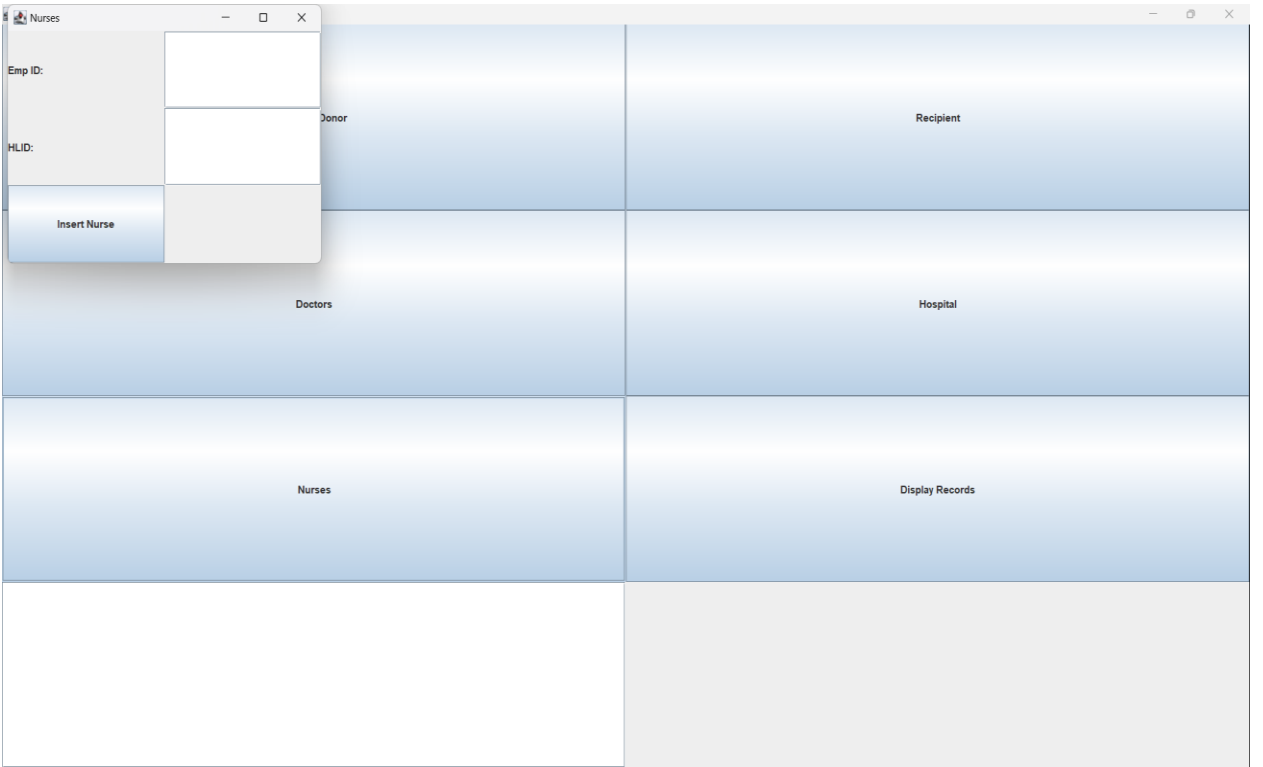 Nurses
Emp ID:
HLID:
Insert Nurse
Donor
Recipient
Doctors
Hospital
Nurses
Display Records